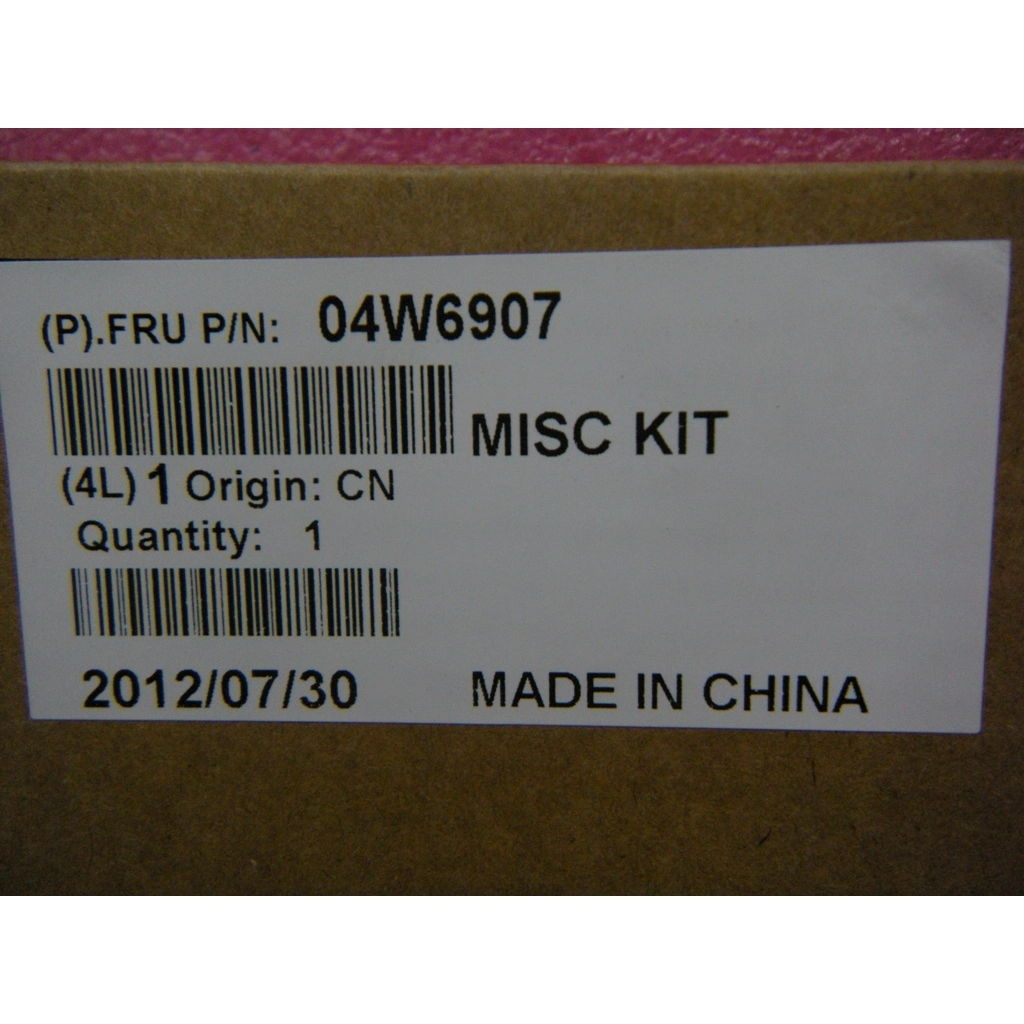 (P).FRU P/N: 04W6907
MISC KIT
(4L) 1 Origin: CN
Quantity: 1
2012/07/30 MADE IN CHINA